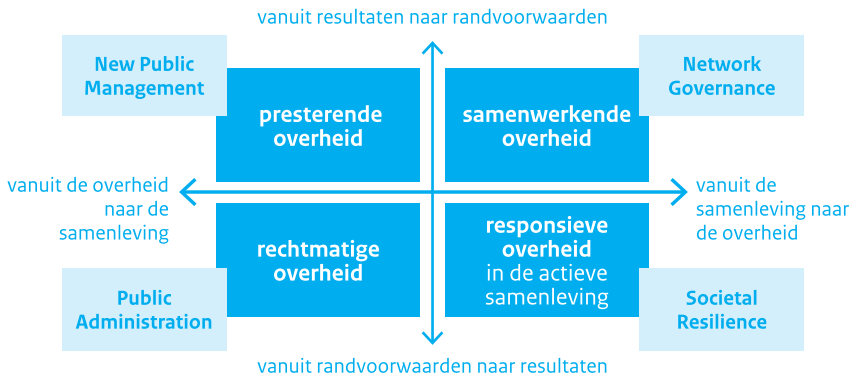 vanuit resultaten naar randvoorwaarden
New Public
Management
Network
Governance
presterende
overheid
samenwerkende
overheid
vanuit de overheid
naar de
samenleving
vanuit de
samenleving naar
de overheid
rechtmatige
overheid
responsieve
overheid
in de actieve
samenleving
Public
Administration
Societal
Resilience
vanuit randvoorwaarden naar resultaten